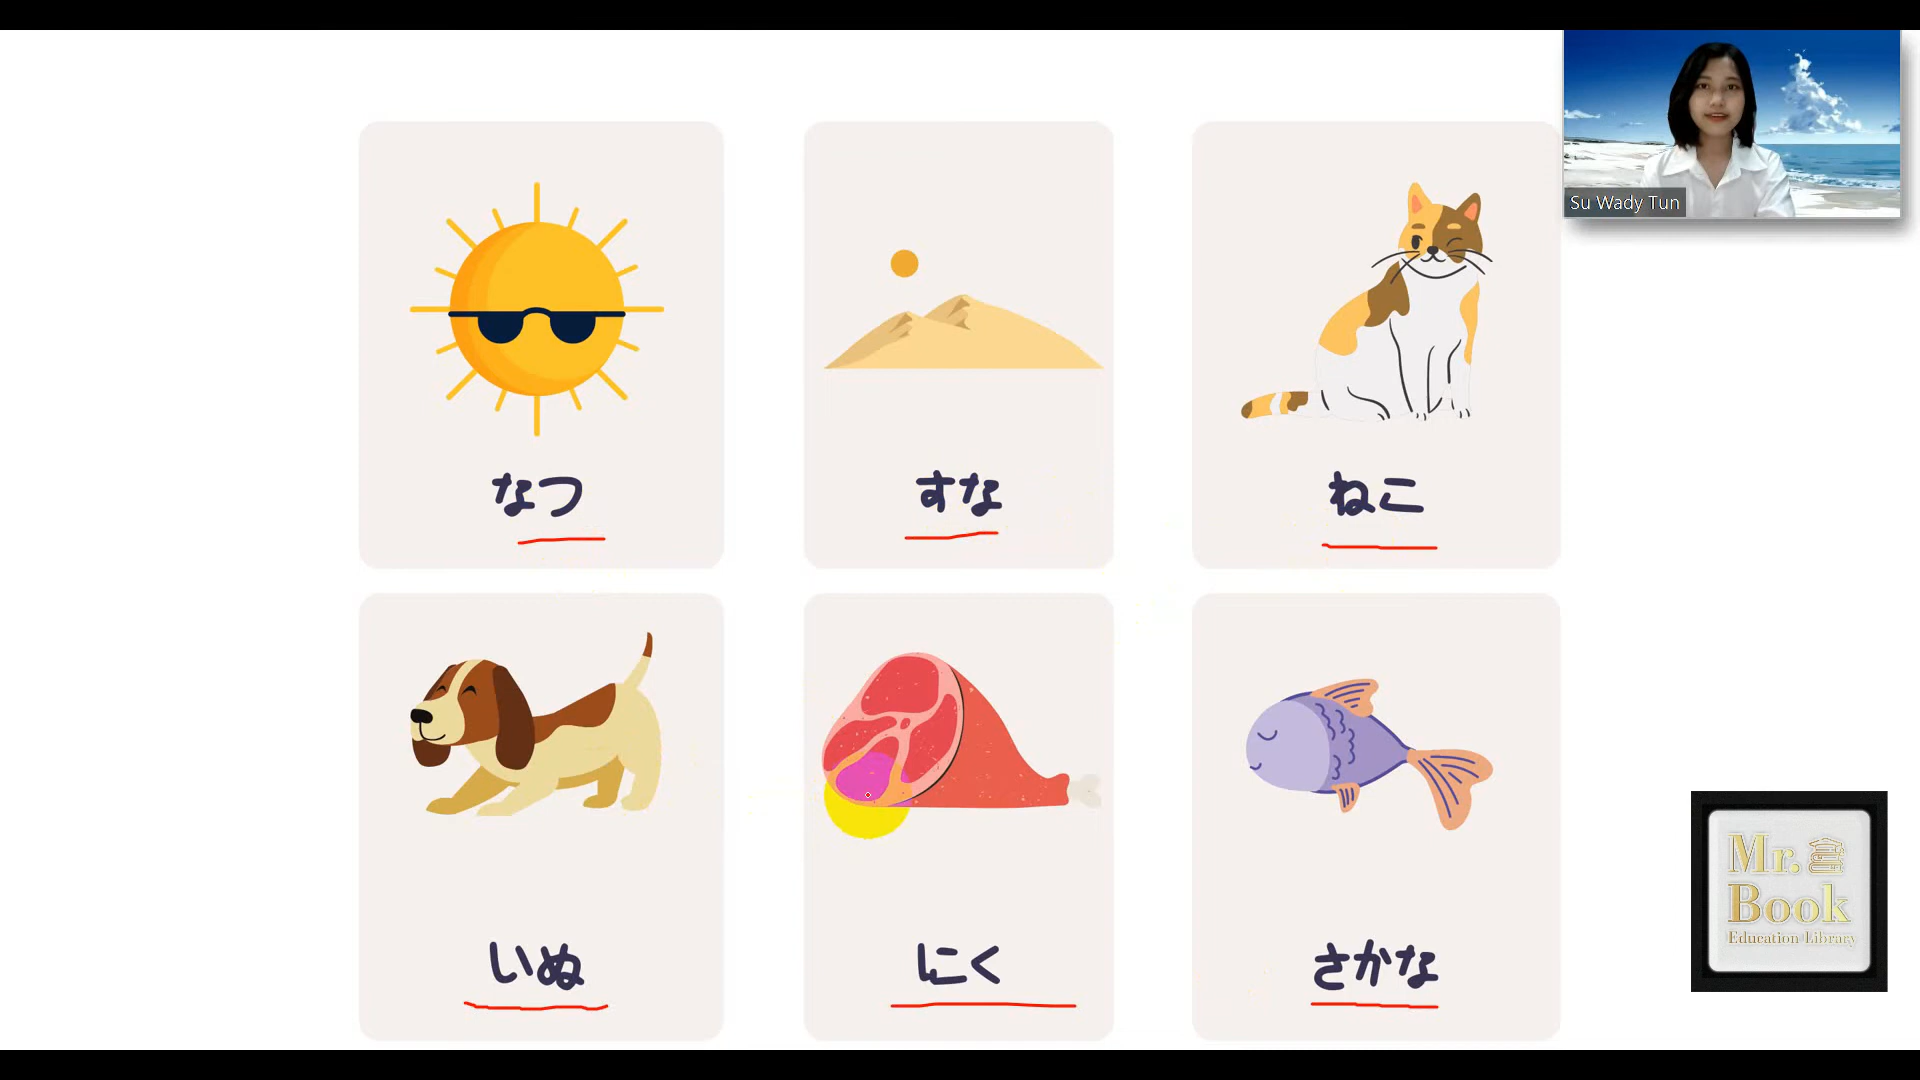 Su Wady Tun
なつ
すな
ねこ
いぬ
にく
さかな
Mr.
Book
Education Library